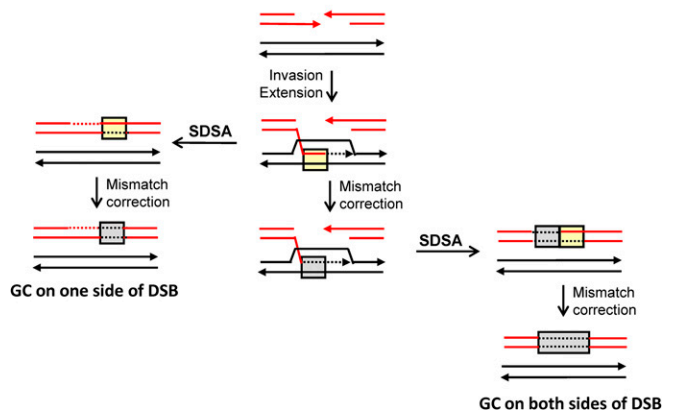 Invasion
Extension
SDSA
Mismatch
correction
Mismatch
correction
SDSA
GC on one side of DSB
Mismatch
correction
GC on both sides of DSB